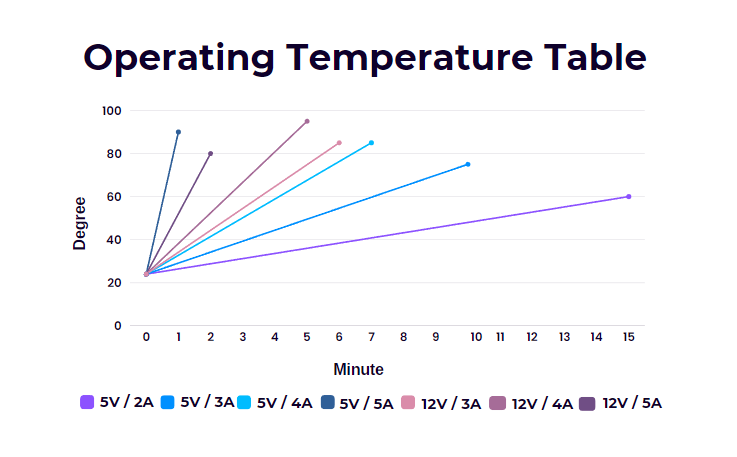 Operating Temperature Table
100
80
60
40
20
0
Degree
0 1 2 3 4 5 6 7 8 9 10 11 12 13 14 15
Minute
5V / 2A 5V / 3A 5V / 4A 5V / 5A 12V / 3A 12V / 4A 12V / 5A